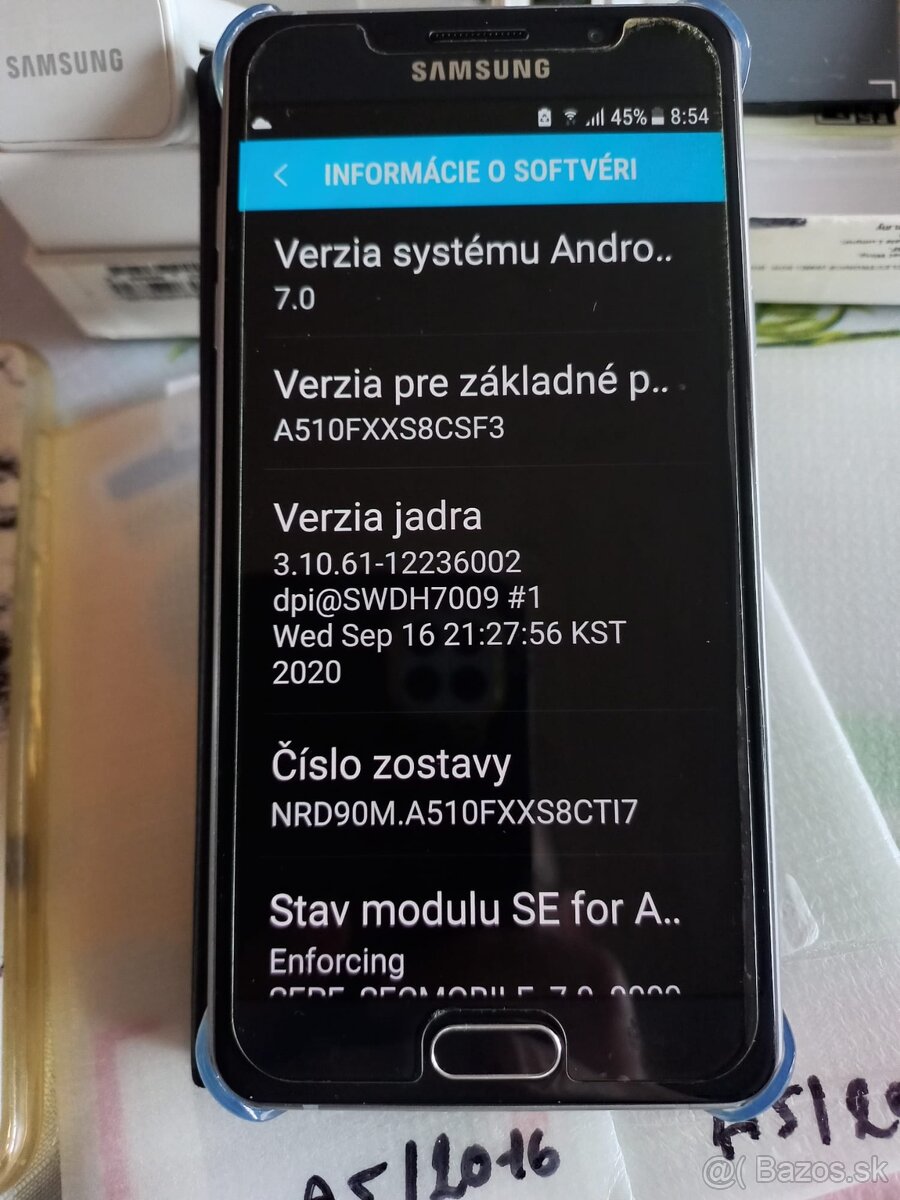 SAMSUNG
SAMSUNG
45% 8:54
< INFORMÁCIE O SOFTVÉRI
Verzia systému Andro..
7.0
Verzia pre základné p..
A510FXXS8CSF3
Verzia jadra
3.10.61-12236002
dpi@SWDH7009 #1
Wed Sep 16 21:27:56 KST
2020
Číslo zostavy
NRD90M.A510FXXS8CTI7
Stav modulu SE for A..
Enforcing
A5/2016
A5/20
@( Bazos.sk